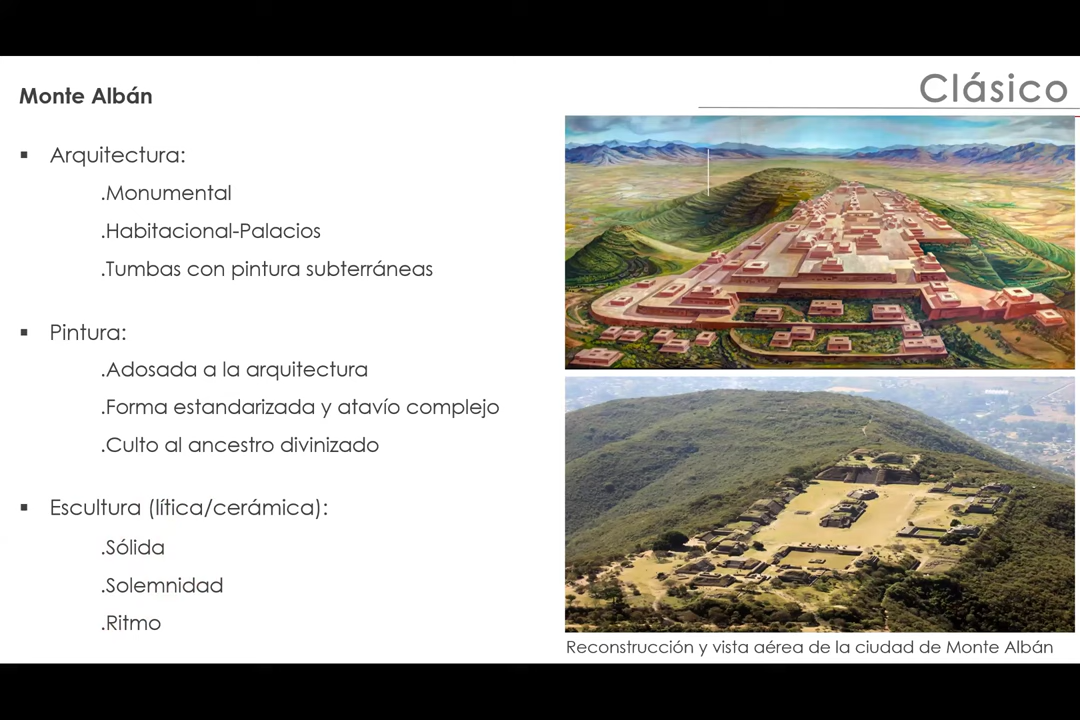 Clásico
Monte Albán
▪ Arquitectura:
.Monumental
.Habitacional-Palacios
.Tumbas con pintura subterráneas
▪ Pintura:
.Adosada a la arquitectura
.Forma estandarizada y atavío complejo
.Culto al ancestro divinizado
▪ Escultura (lítica/cerámica):
.Sólida
.Solemnidad
.Ritmo
Reconstrucción y vista aérea de la ciudad de Monte Albán